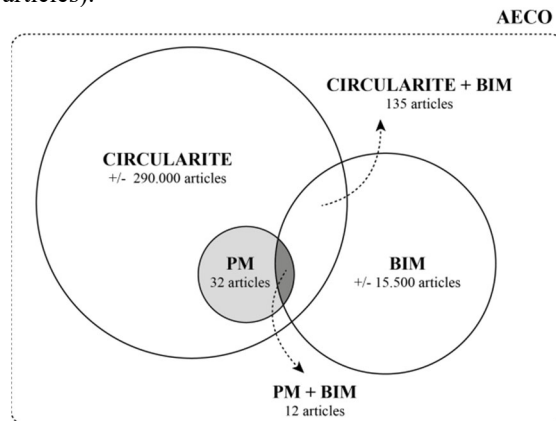 articles).
AECO
CIRCULARITE + BIM
135 articles
CIRCULARITE
+/- 290.000 articles
PM
32 articles
BIM
+/- 15.500 articles
PM + BIM
12 articles